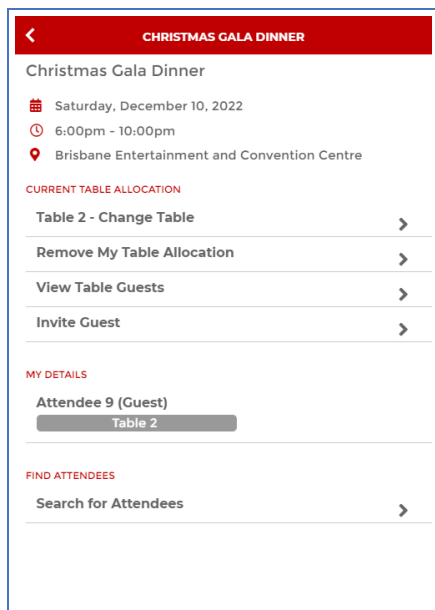 CHRISTMAS GALA DINNER
Christmas Gala Dinner
Saturday, December 10, 2022
6:00pm - 10:00pm
Brisbane Entertainment and Convention Centre
CURRENT TABLE ALLOCATION
Table 2 - Change Table
Remove My Table Allocation
View Table Guests
Invite Guest
MY DETAILS
Attendee 9 (Guest)
Table 2
FIND ATTENDEES
Search for Attendees